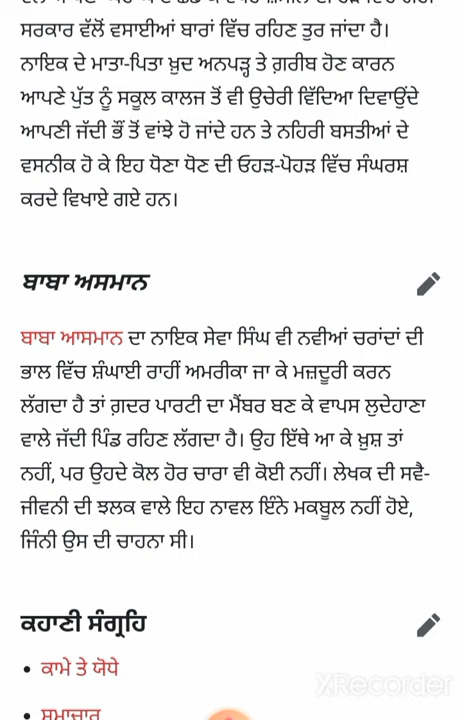 ਸਰਕਾਰ ਵੱਲੋਂ ਵਸਾਈਆਂ ਬਾਰਾਂ ਵਿੱਚ ਰਹਿਣ ਤੁਰ ਜਾਂਦਾ ਹੈ।
ਨਾਇਕ ਦੇ ਮਾਤਾ-ਪਿਤਾ ਖ਼ੁਦ ਅਨਪੜ੍ਹ ਤੇ ਗ਼ਰੀਬ ਹੋਣ ਕਾਰਨ
ਆਪਣੇ ਪੁੱਤ ਨੂੰ ਸਕੂਲ ਕਾਲਜ ਤੋਂ ਵੀ ਉਚੇਰੀ ਵਿੱਦਿਆ ਦਿਵਾਉਂਦੇ
ਆਪਣੀ ਜੱਦੀ ਭੌਂ ਤੋਂ ਵਾਂਝੇ ਹੋ ਜਾਂਦੇ ਹਨ ਤੇ ਨਹਿਰੀ ਬਸਤੀਆਂ ਦੇ
ਵਸਨੀਕ ਹੋ ਕੇ ਇਹ ਧੋਣਾ ਧੋਣ ਦੀ ਓਹੜ-ਪੋਹੜ ਵਿੱਚ ਸੰਘਰਸ਼
ਕਰਦੇ ਵਿਖਾਏ ਗਏ ਹਨ।
ਬਾਬਾ ਅਸਮਾਨ
ਬਾਬਾ ਆਸਮਾਨ ਦਾ ਨਾਇਕ ਸੇਵਾ ਸਿੰਘ ਵੀ ਨਵੀਆਂ ਚਰਾਂਦਾਂ ਦੀ
ਭਾਲ ਵਿੱਚ ਸ਼ੰਘਾਈ ਰਾਹੀਂ ਅਮਰੀਕਾ ਜਾ ਕੇ ਮਜ਼ਦੂਰੀ ਕਰਨ
ਲੱਗਦਾ ਹੈ ਤਾਂ ਗ਼ਦਰ ਪਾਰਟੀ ਦਾ ਮੈਂਬਰ ਬਣ ਕੇ ਵਾਪਸ ਲੁਦੇਹਾਣਾ
ਵਾਲੇ ਜੱਦੀ ਪਿੰਡ ਰਹਿਣ ਲੱਗਦਾ ਹੈ। ਉਹ ਇੱਥੇ ਆ ਕੇ ਖ਼ੁਸ਼ ਤਾਂ
ਨਹੀਂ, ਪਰ ਉਹਦੇ ਕੋਲ ਹੋਰ ਚਾਰਾ ਵੀ ਕੋਈ ਨਹੀਂ। ਲੇਖਕ ਦੀ ਸਵੈ-
ਜੀਵਨੀ ਦੀ ਝਲਕ ਵਾਲੇ ਇਹ ਨਾਵਲ ਇੰਨੇ ਮਕਬੂਲ ਨਹੀਂ ਹੋਏ,
ਜਿੰਨੀ ਉਸ ਦੀ ਚਾਹਨਾ ਸੀ।
ਕਹਾਣੀ ਸੰਗ੍ਰਹਿ
• ਕਾਮੇ ਤੇ ਯੋਧੇ
XRecorder
• ਸਮਾਚਾਰ